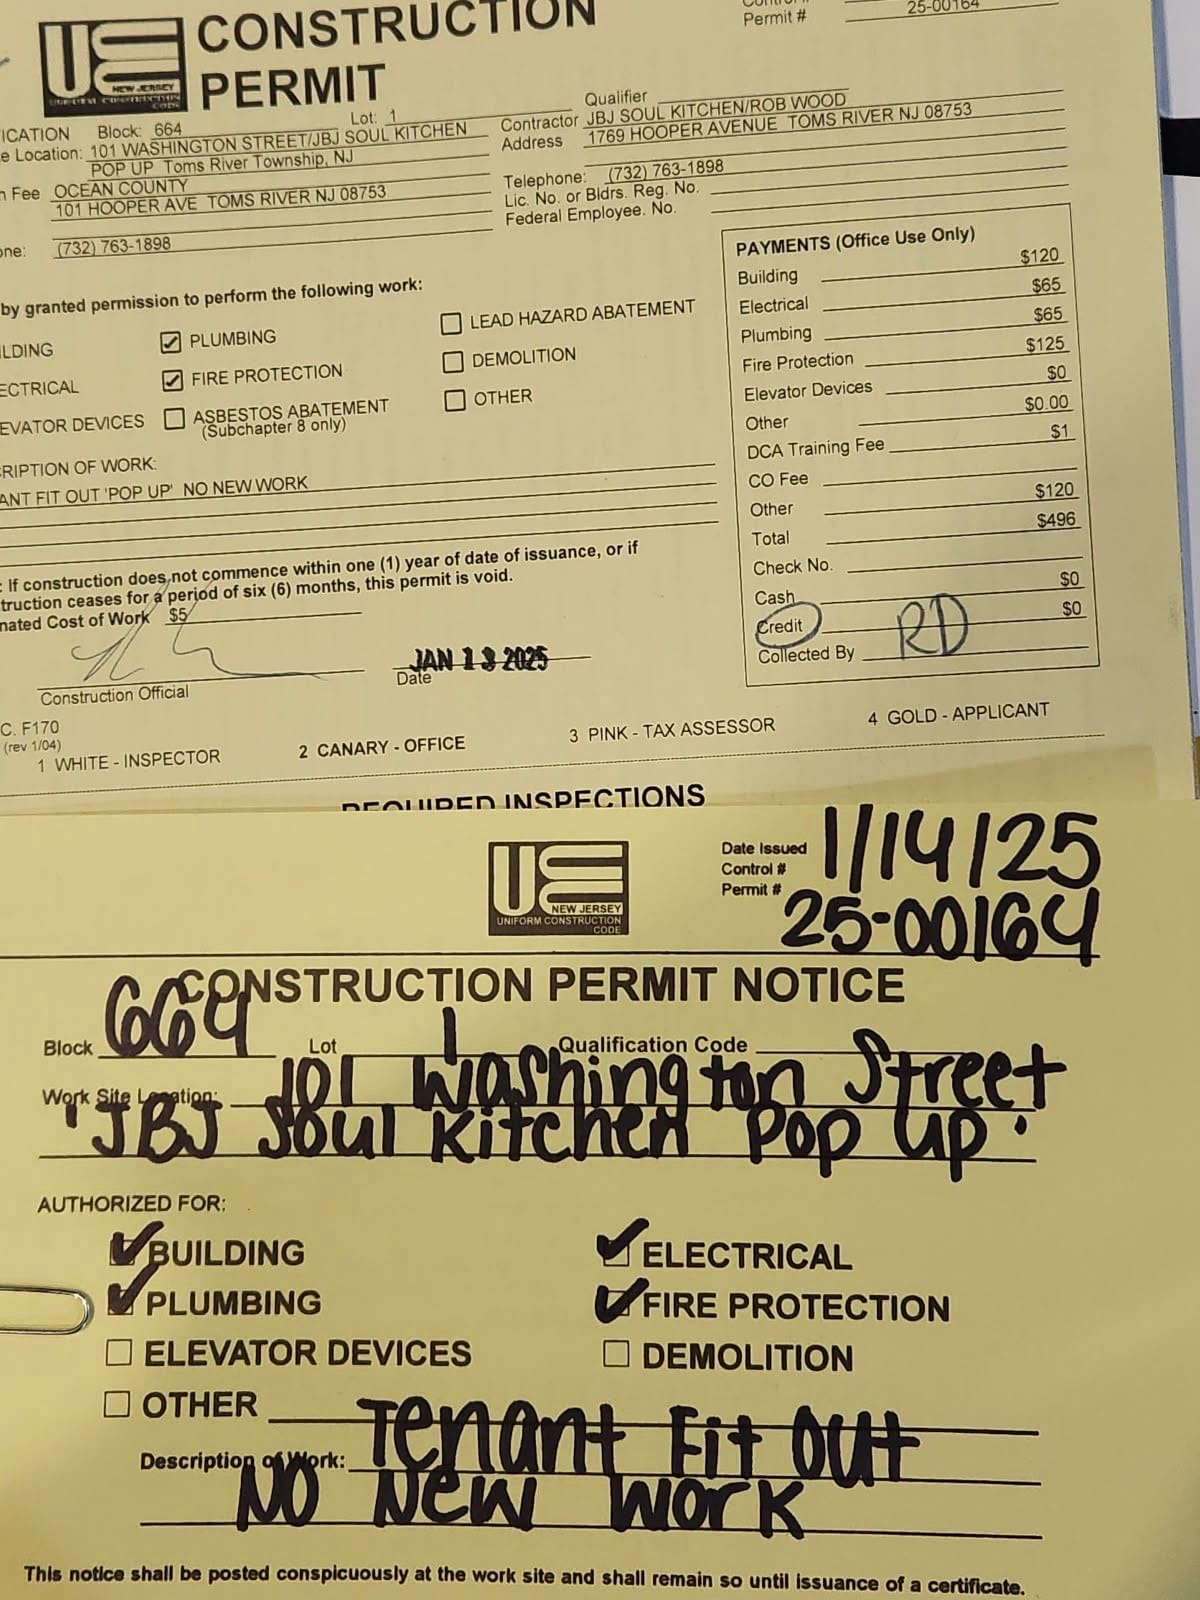 CONSTRUCTION
PERMIT
UCC
NEW JERSEY
UNIFORM CONSTRUCTION
CODE
Permit #
25-00164
ICATION Block: 664 Lot: 1
e Location: 101 WASHINGTON STREET/JBJ SOUL KITCHEN
POP UP Toms River Township, NJ
n Fee OCEAN COUNTY
101 HOOPER AVE TOMS RIVER NJ 08753
one: (732) 763-1898
Qualifier
Contractor JBJ SOUL KITCHEN/ROB WOOD
Address 1769 HOOPER AVENUE TOMS RIVER NJ 08753
Telephone: (732) 763-1898
Lic. No. or Bldrs. Reg. No.
Federal Employee. No.
by granted permission to perform the following work:
ILDING
PLUMBING
LEAD HAZARD ABATEMENT
ECTRICAL
FIRE PROTECTION
DEMOLITION
EVATOR DEVICES
ASBESTOS ABATEMENT
(Subchapter 8 only)
OTHER
RIPTION OF WORK:
ANT FIT OUT 'POP UP' NO NEW WORK
: If construction does not commence within one (1) year of date of issuance, or if
truction ceases for a period of six (6) months, this permit is void.
nated Cost of Work $5
Construction Official
JAN 13 2025
Date
PAYMENTS (Office Use Only)
Building $120
Electrical $65
Plumbing $65
Fire Protection $125
Elevator Devices $0
Other $0.00
DCA Training Fee $1
CO Fee
Other $120
Total $496
Check No.
Cash $0
Credit $0
Collected By RD
C. F170
(rev 1/04)
1 WHITE - INSPECTOR 2 CANARY - OFFICE 3 PINK - TAX ASSESSOR 4 GOLD - APPLICANT
REQUIRED INSPECTIONS
UCC
NEW JERSEY
UNIFORM CONSTRUCTION
CODE
Date Issued 1/14/25
Control #
Permit # 25-00164
CONSTRUCTION PERMIT NOTICE
Block 664 Lot 1 Qualification Code
Work Site Location: 101 Washington Street
'JBJ Soul Kitchen Pop Up'
AUTHORIZED FOR:
BUILDING ELECTRICAL
PLUMBING FIRE PROTECTION
ELEVATOR DEVICES DEMOLITION
OTHER
Description of Work: Tenant Fit Out
No New Work
This notice shall be posted conspicuously at the work site and shall remain so until issuance of a certificate.